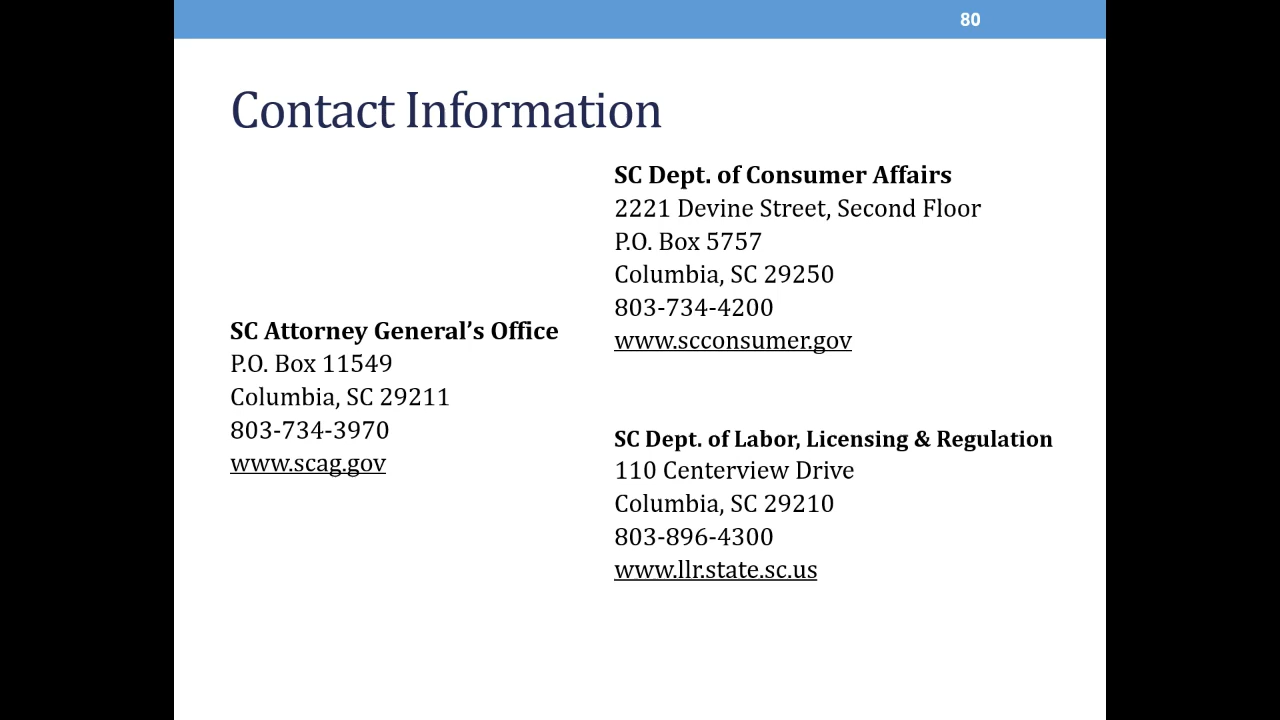 80
Contact Information
SC Attorney General’s Office
P.O. Box 11549
Columbia, SC 29211
803-734-3970
www.scag.gov
SC Dept. of Consumer Affairs
2221 Devine Street, Second Floor
P.O. Box 5757
Columbia, SC 29250
803-734-4200
www.scconsumer.gov
SC Dept. of Labor, Licensing & Regulation
110 Centerview Drive
Columbia, SC 29210
803-896-4300
www.llr.state.sc.us